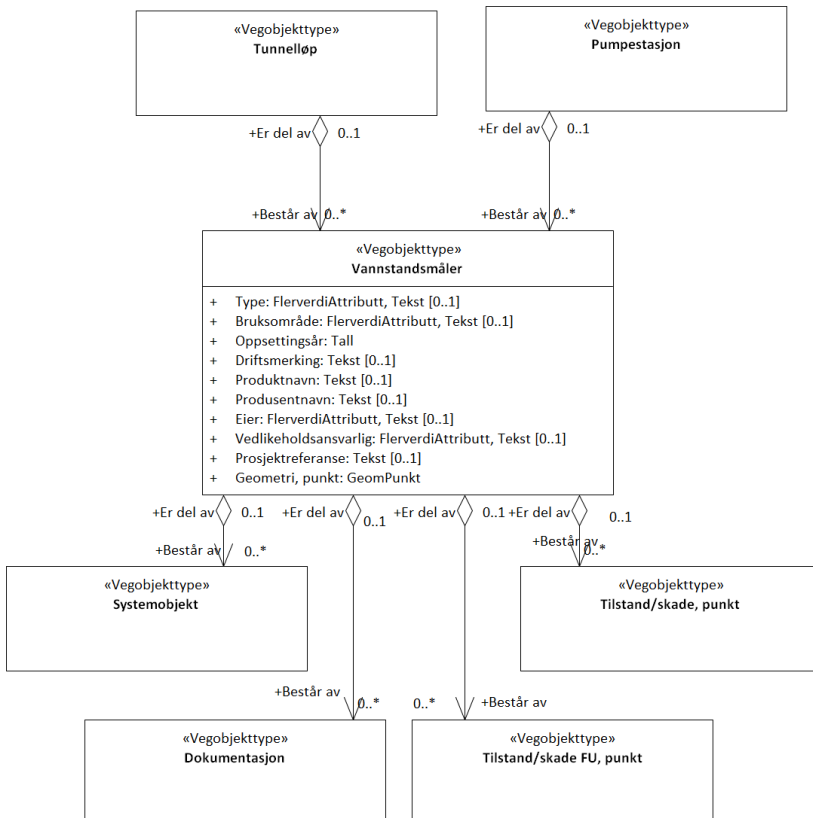 «Vegobjekttype»
Tunnelløp
«Vegobjekttype»
Pumpestasjon
+Er del av 0..1
+Er del av 0..1
+Består av 0..*
+Består av 0..*
«Vegobjekttype»
Vannstandsmåler
+ Type: FlerverdiAttributt, Tekst [0..1]
+ Bruksområde: FlerverdiAttributt, Tekst [0..1]
+ Oppsettingsår: Tall
+ Driftsmerking: Tekst [0..1]
+ Produktnavn: Tekst [0..1]
+ Produsentnavn: Tekst [0..1]
+ Eier: FlerverdiAttributt, Tekst [0..1]
+ Vedlikeholdsansvarlig: FlerverdiAttributt, Tekst [0..1]
+ Prosjektreferanse: Tekst [0..1]
+ Geometri, punkt: GeomPunkt
+Er del av 0..1
+Er del av 0..1
+Er del av 0..1
+Er del av 0..1
+Består av 0..*
+Består av 0..*
«Vegobjekttype»
Systemobjekt
«Vegobjekttype»
Tilstand/skade, punkt
+Består av 0..*
0..* +Består av
«Vegobjekttype»
Dokumentasjon
«Vegobjekttype»
Tilstand/skade FU, punkt